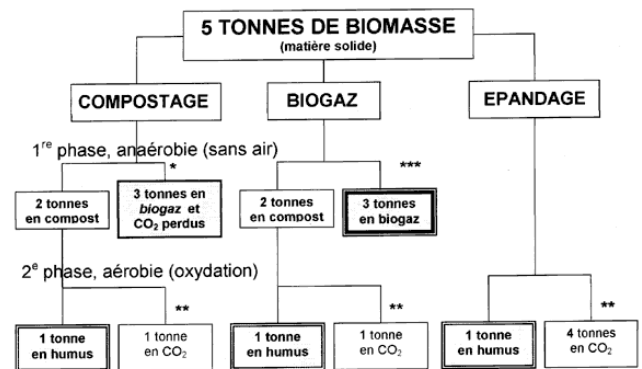 5 TONNES DE BIOMASSE
(matière solide)
COMPOSTAGE
BIOGAZ
EPANDAGE
1re phase, anaérobie (sans air)
*
***
2 tonnes
en compost
3 tonnes en
biogaz et
CO₂ perdus
2 tonnes
en compost
3 tonnes
en biogaz
2e phase, aérobie (oxydation)
**
**
**
1 tonne
en humus
1 tonne
en CO₂
1 tonne
en humus
1 tonne
en CO₂
1 tonne
en humus
4 tonnes
en CO₂